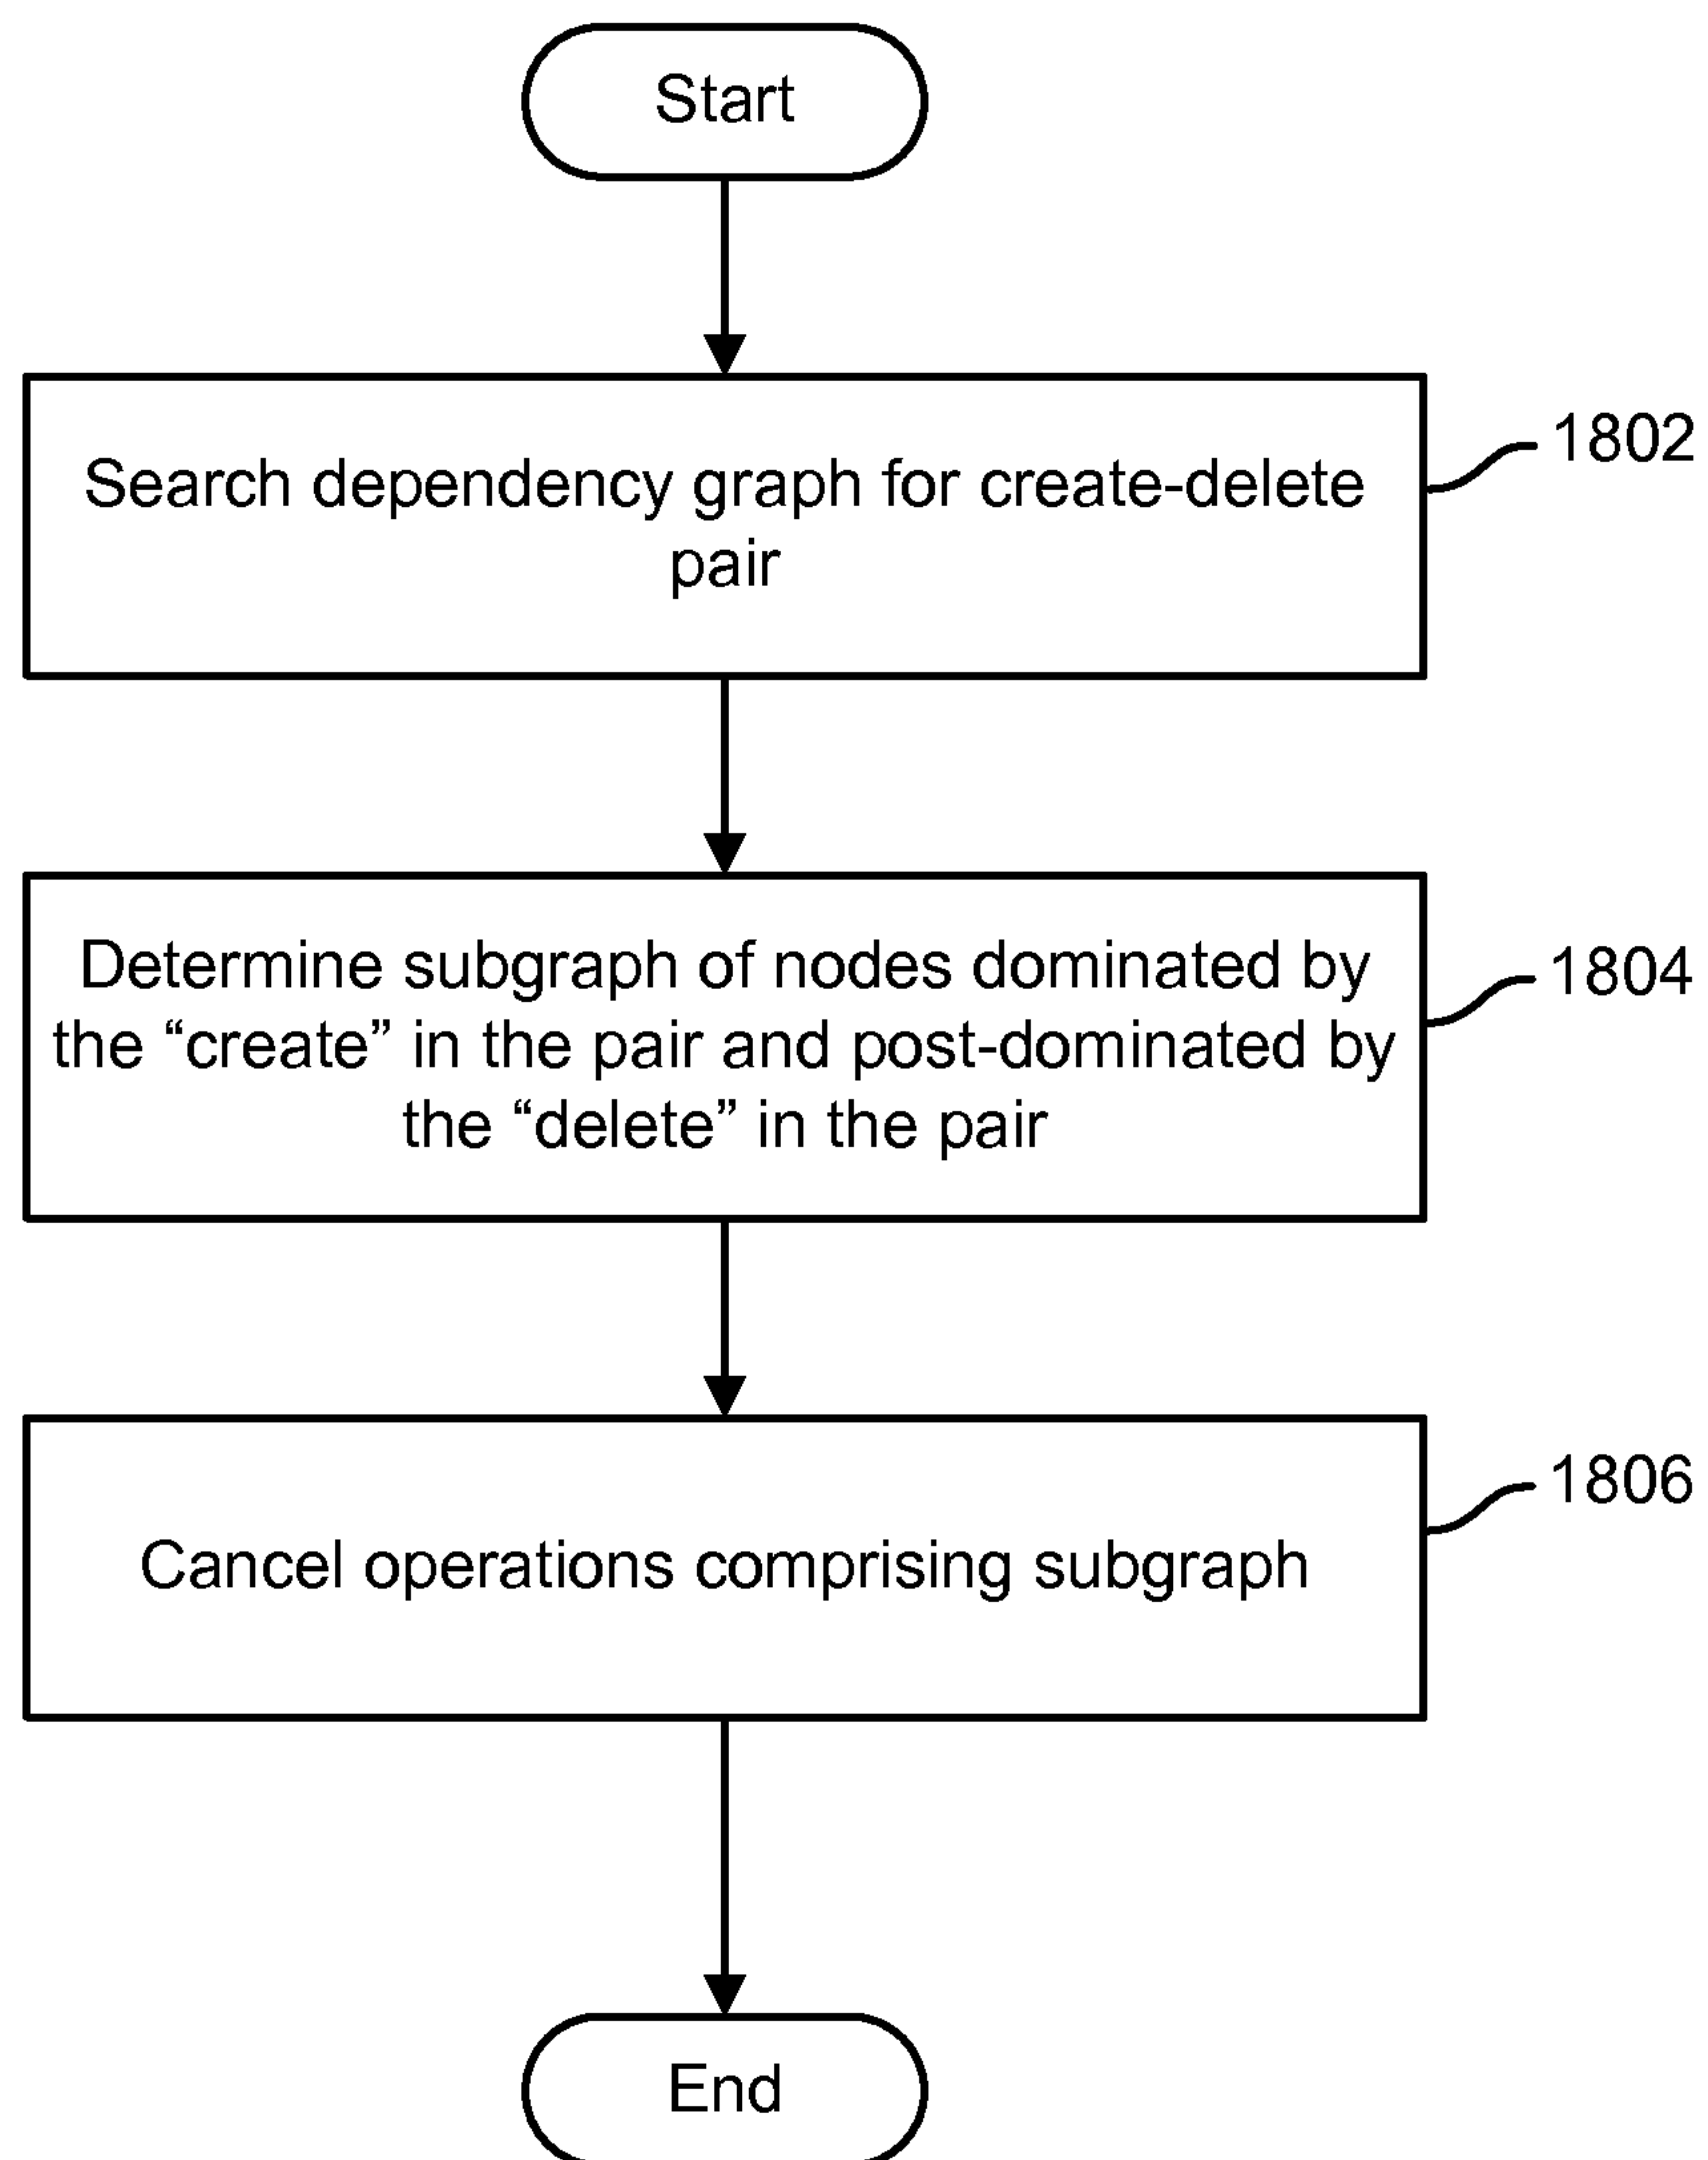 Start
Search dependency graph for create-delete
pair
1802
Determine subgraph of nodes dominated by
the “create” in the pair and post-dominated by
the “delete” in the pair
1804
Cancel operations comprising subgraph
1806
End